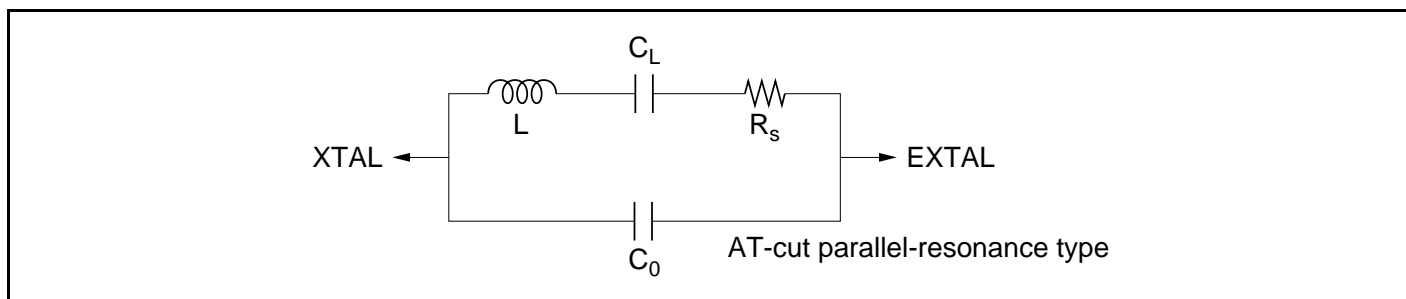 C_L
L
R_s
XTAL
EXTAL
C_0
AT-cut parallel-resonance type